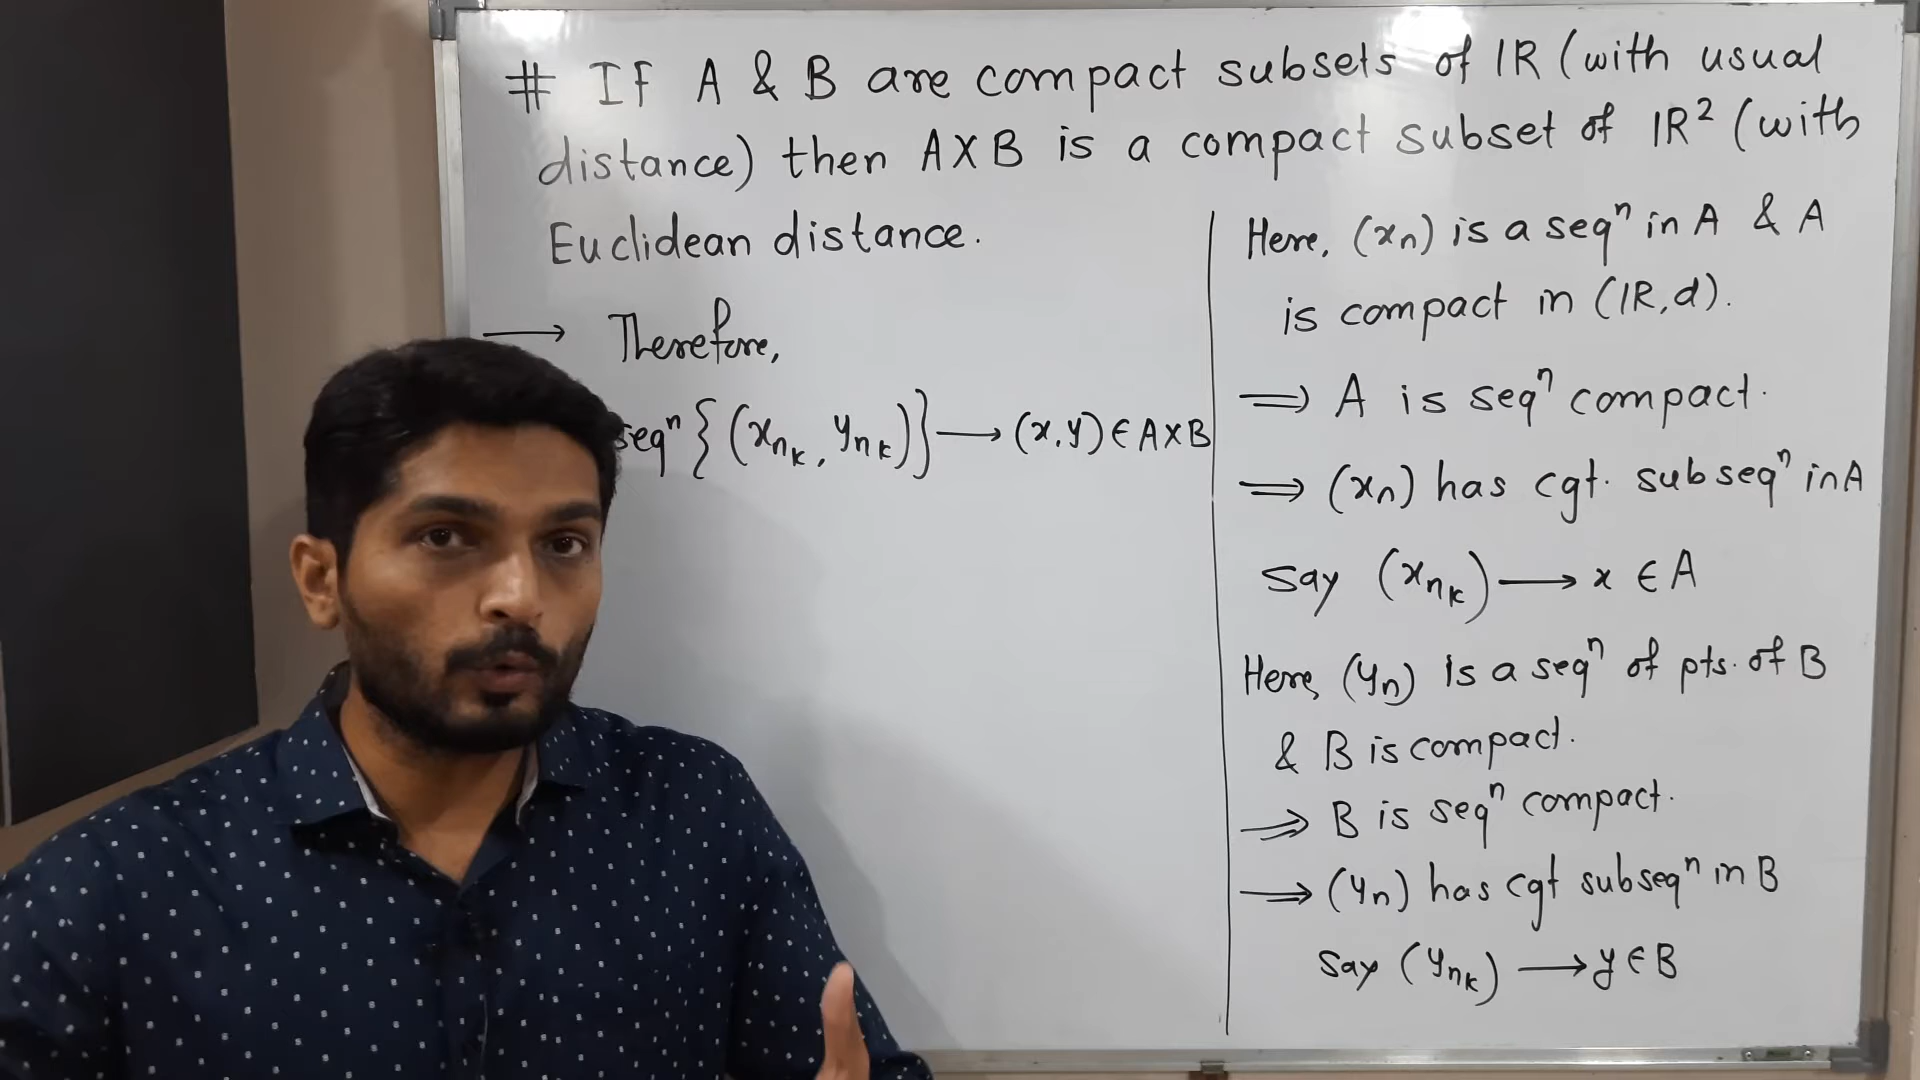 # If A & B are compact subsets of IR (with usual
distance) then A X B is a compact subset of IR² (with
Euclidean distance.
→ Therefore,
seqⁿ {(xₙₖ, yₙₖ)} → (x, y) ∈ A X B
Here, (xₙ) is a seqⁿ in A & A
is compact in (IR, d).
⇒ A is seqⁿ compact.
⇒ (xₙ) has cgt. subseqⁿ in A
say (xₙₖ) → x ∈ A
Here, (yₙ) is a seqⁿ of pts. of B
& B is compact.
⇒ B is seqⁿ compact.
⇒ (yₙ) has cgt subseqⁿ in B
say (yₙₖ) → y ∈ B